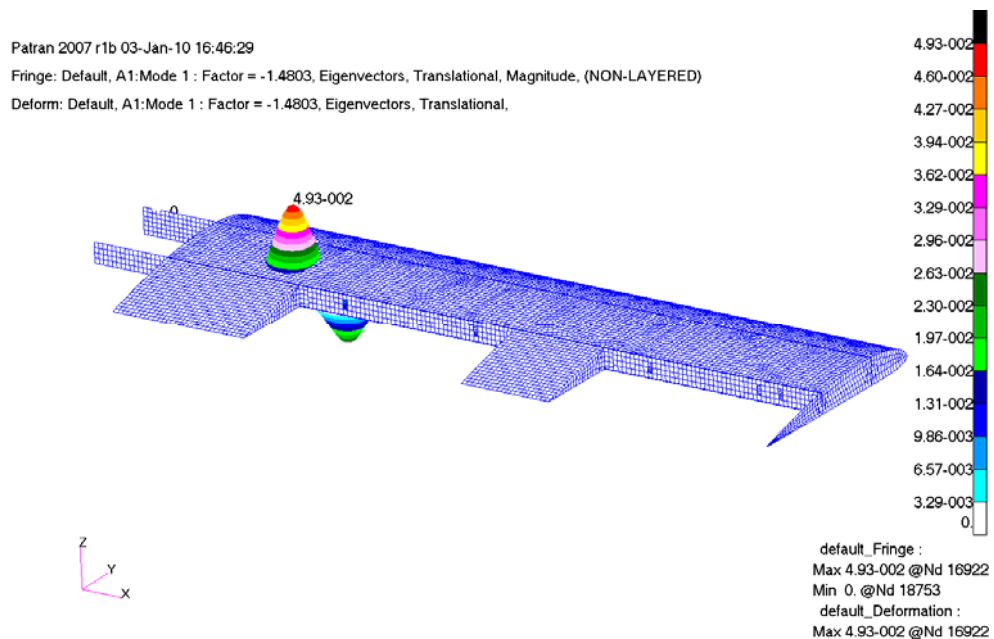 Patran 2007 r1b 03-Jan-10 16:46:29
Fringe: Default, A1:Mode 1 : Factor = -1.4803, Eigenvectors, Translational, Magnitude, (NON-LAYERED)
Deform: Default, A1:Mode 1 : Factor = -1.4803, Eigenvectors, Translational,
4.93-002
4.60-002
4.27-002
3.94-002
3.62-002
3.29-002
2.96-002
2.63-002
2.30-002
1.97-002
1.64-002
1.31-002
9.86-003
6.57-003
3.29-003
0.
4.93-002
0
Z
Y
X
default_Fringe :
Max 4.93-002 @Nd 16922
Min 0. @Nd 18753
default_Deformation :
Max 4.93-002 @Nd 16922